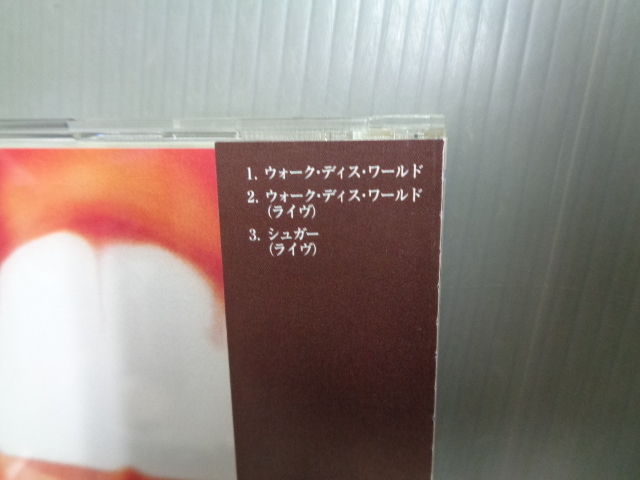 1. ウォーク・ディス・ワールド
2. ウォーク・ディス・ワールド
(ライヴ)
3. シュガー
(ライヴ)